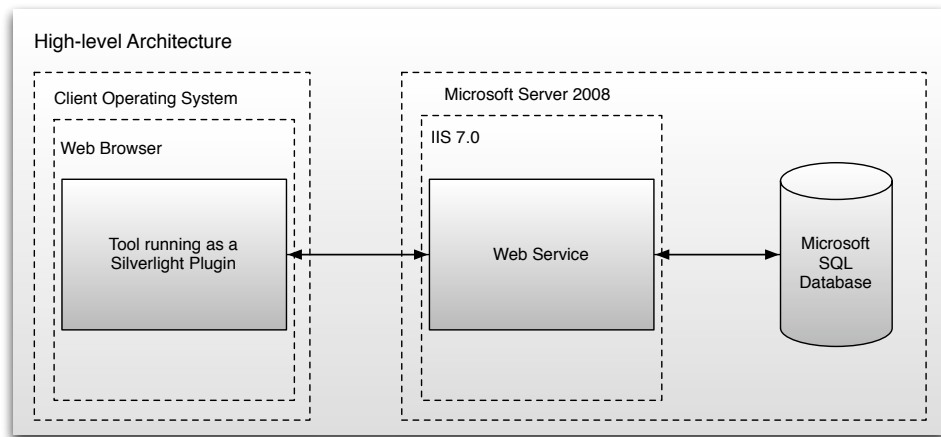 High-level Architecture
Client Operating System
Web Browser
Tool running as a
Silverlight Plugin
Microsoft Server 2008
IIS 7.0
Web Service
Microsoft
SQL
Database